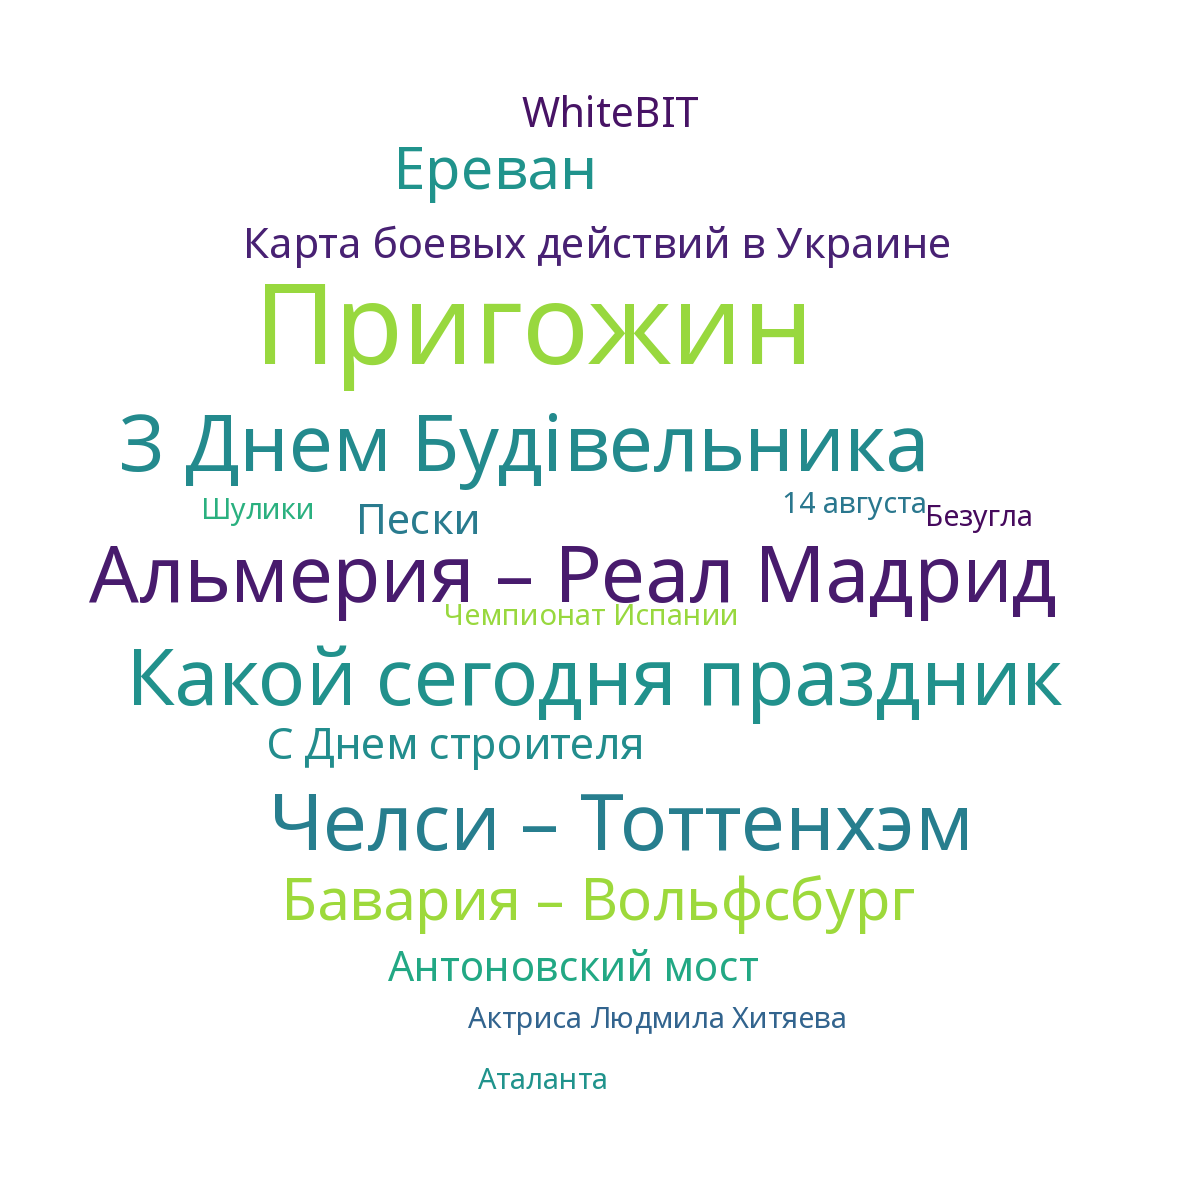 WhiteBIT
Ереван
Карта боевых действий в Украине
Пригожин
З Днем Будівельника
Шулики
Пески
14 августа
Безугла
Альмерия – Реал Мадрид
Чемпионат Испании
Какой сегодня праздник
С Днем строителя
Челси – Тоттенхэм
Бавария – Вольфсбург
Антоновский мост
Актриса Людмила Хитяева
Аталанта